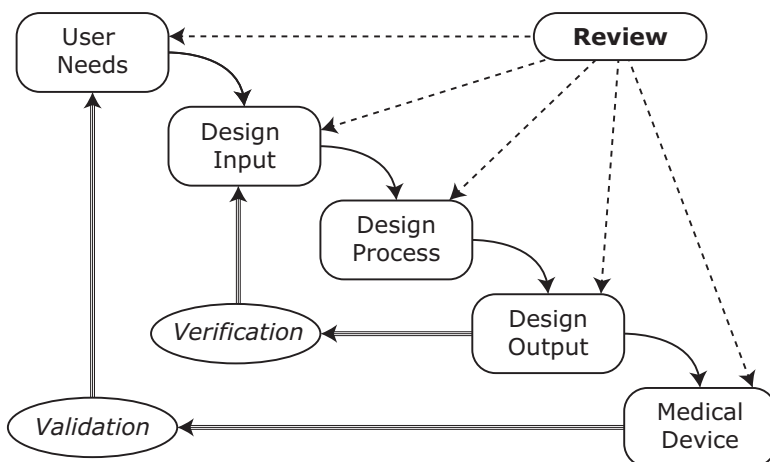 User
Needs
Review
Design
Input
Design
Process
Verification
Design
Output
Validation
Medical
Device